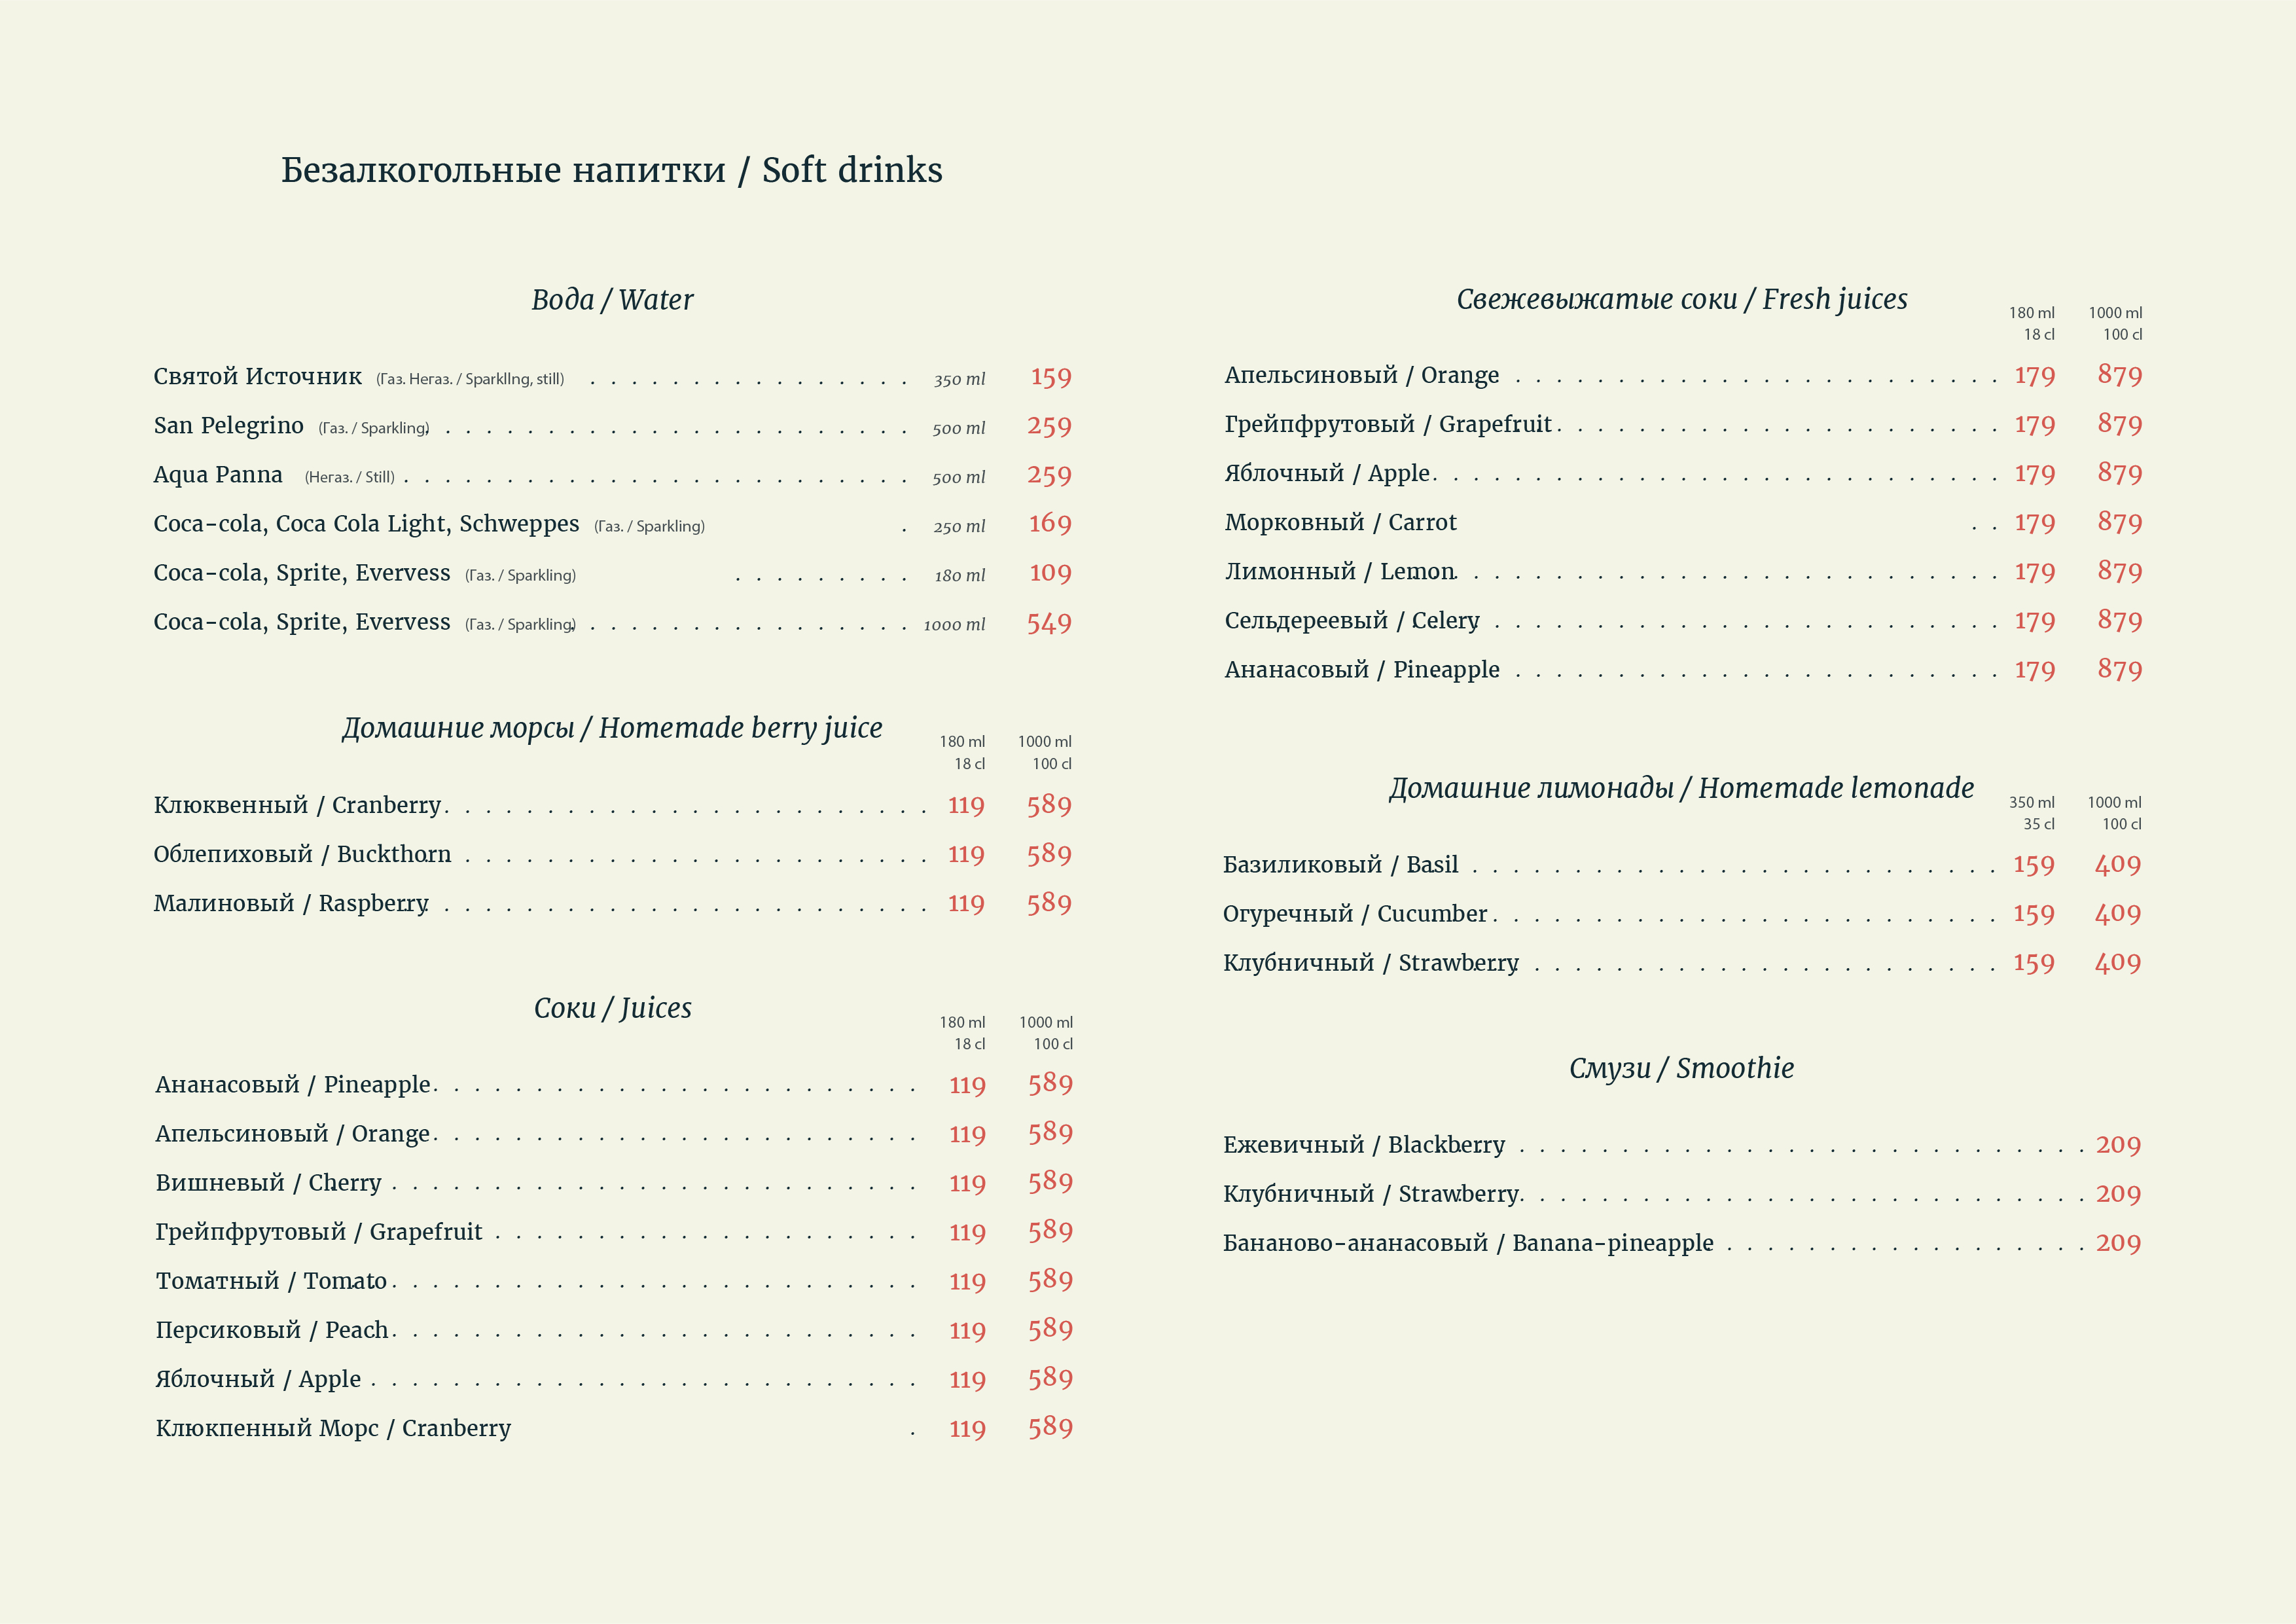 Безалкогольные напитки / Soft drinks
Вода / Water
Святой Источник (Газ. Негаз. / SparklIng, still) 350 ml 159
San Pelegrino (Газ. / Sparkling) 500 ml 259
Aqua Panna (Негаз. / Still) 500 ml 259
Coca-cola, Coca Cola Light, Schweppes (Газ. / Sparkling) 250 ml 169
Coca-cola, Sprite, Evervess (Газ. / Sparkling) 180 ml 109
Coca-cola, Sprite, Evervess (Газ. / Sparkling) 1000 ml 549
Домашние морсы / Homemade berry juice
180 ml 1000 ml
18 cl 100 cl
Клюквенный / Cranberry 119 589
Облепиховый / Buckthorn 119 589
Малиновый / Raspberry 119 589
Соки / Juices
180 ml 1000 ml
18 cl 100 cl
Ананасовый / Pineapple 119 589
Апельсиновый / Orange 119 589
Вишневый / Cherry 119 589
Грейпфрутовый / Grapefruit 119 589
Томатный / Tomato 119 589
Персиковый / Peach 119 589
Яблочный / Apple 119 589
Клюкпенный Морс / Cranberry 119 589
Свежевыжатые соки / Fresh juices
180 ml 1000 ml
18 cl 100 cl
Апельсиновый / Orange 179 879
Грейпфрутовый / Grapefruit 179 879
Яблочный / Apple 179 879
Морковный / Carrot 179 879
Лимонный / Lemon 179 879
Сельдереевый / Celery 179 879
Ананасовый / Pineapple 179 879
Домашние лимонады / Homemade lemonade
350 ml 1000 ml
35 cl 100 cl
Базиликовый / Basil 159 409
Огуречный / Cucumber 159 409
Клубничный / Strawberry 159 409
Смузи / Smoothie
Ежевичный / Blackberry 209
Клубничный / Strawberry 209
Бананово-ананасовый / Banana-pineapple 209